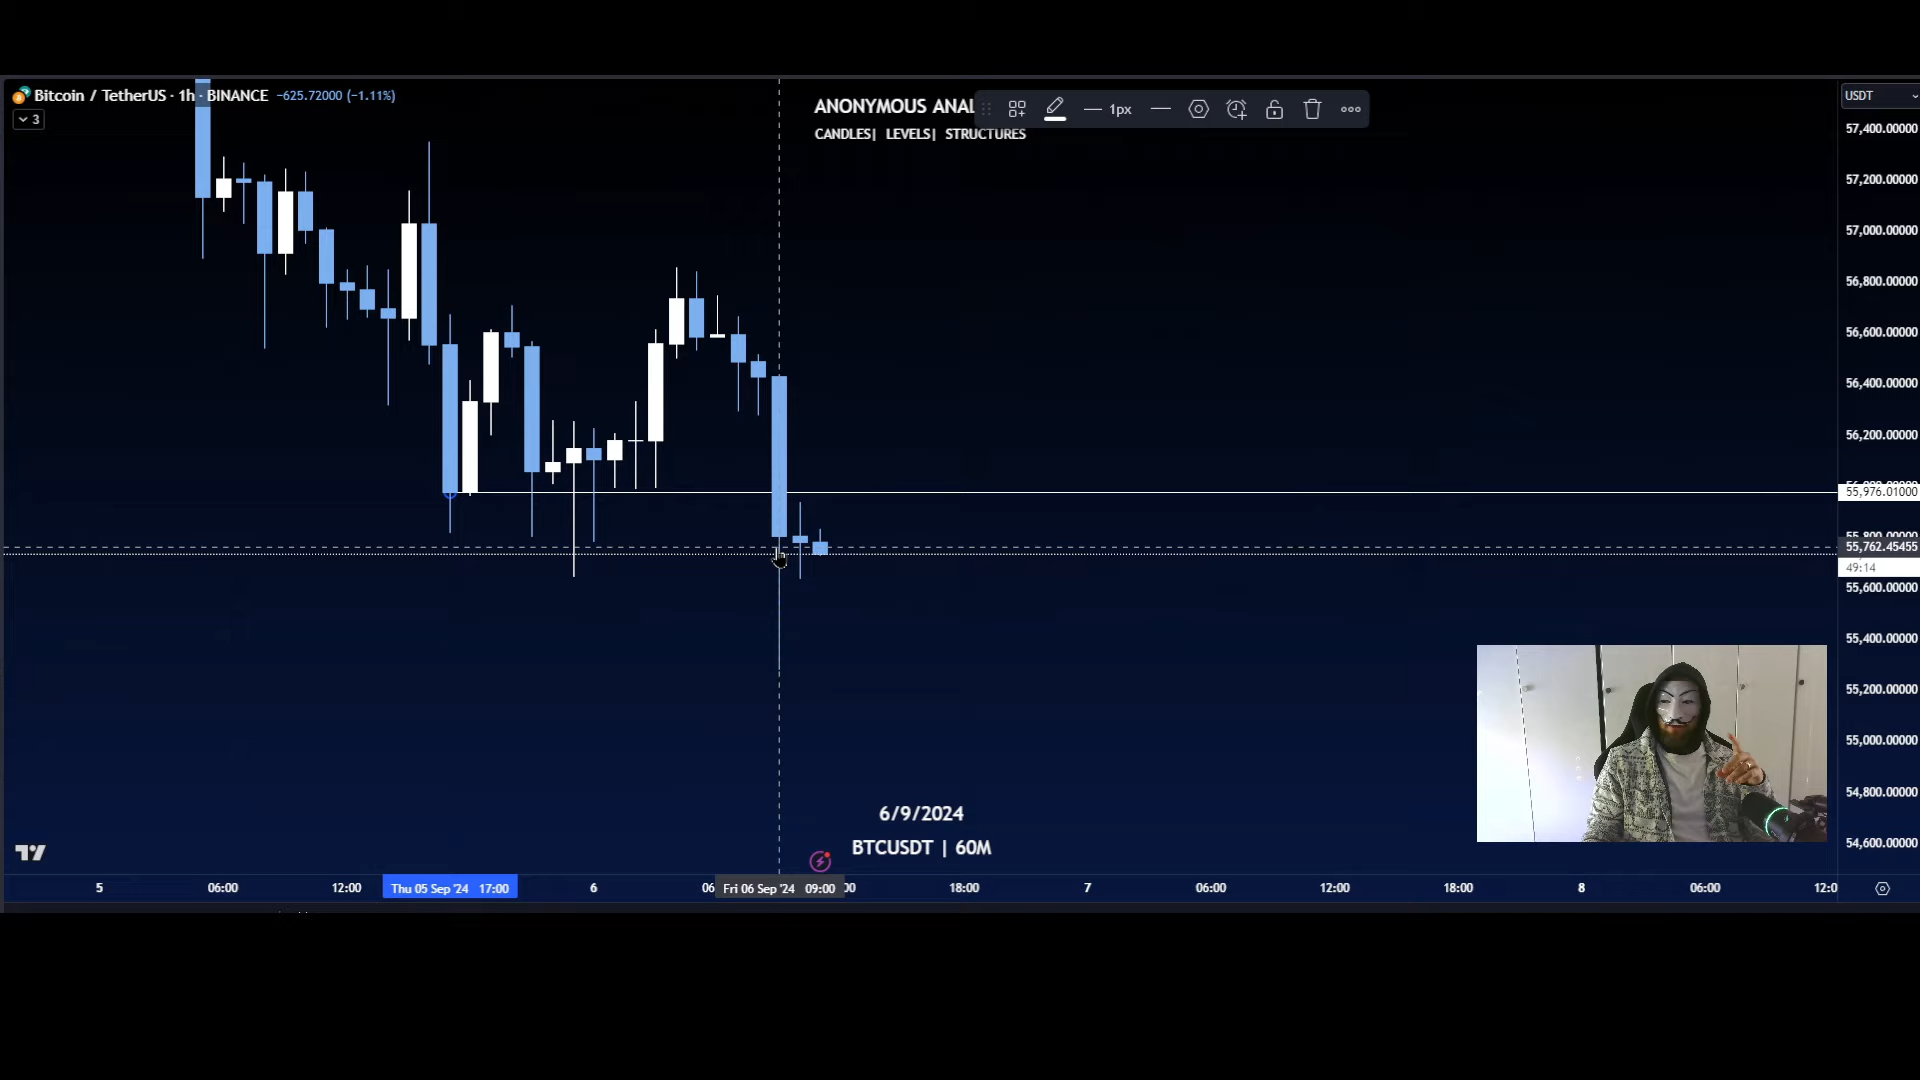 Bitcoin / TetherUS · 1h · BINANCE −625.72000 (−1.11%)
3
ANONYMOUS ANAL
CANDLES| LEVELS| STRUCTURES
1px
USDT
57,400.00000
57,200.00000
57,000.00000
56,800.00000
56,600.00000
56,400.00000
56,200.00000
55,976.01000
55,762.45455
49:14
55,600.00000
55,400.00000
55,200.00000
55,000.00000
54,800.00000
54,600.00000
6/9/2024
BTCUSDT | 60M
5 06:00 12:00 Thu 05 Sep '24 17:00 6 Fri 06 Sep '24 09:00 18:00 7 06:00 12:00 18:00 8 06:00 12:0